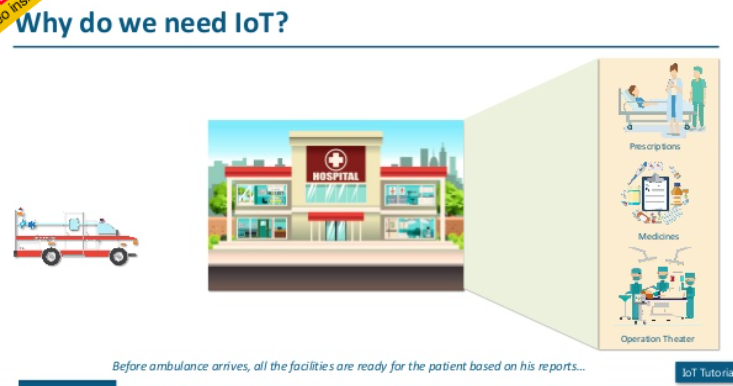 Why do we need IoT?
HOSPITAL
Prescriptions
Medicines
Operation Theater
Before ambulance arrives, all the facilities are ready for the patient based on his reports...
IoT Tutoria